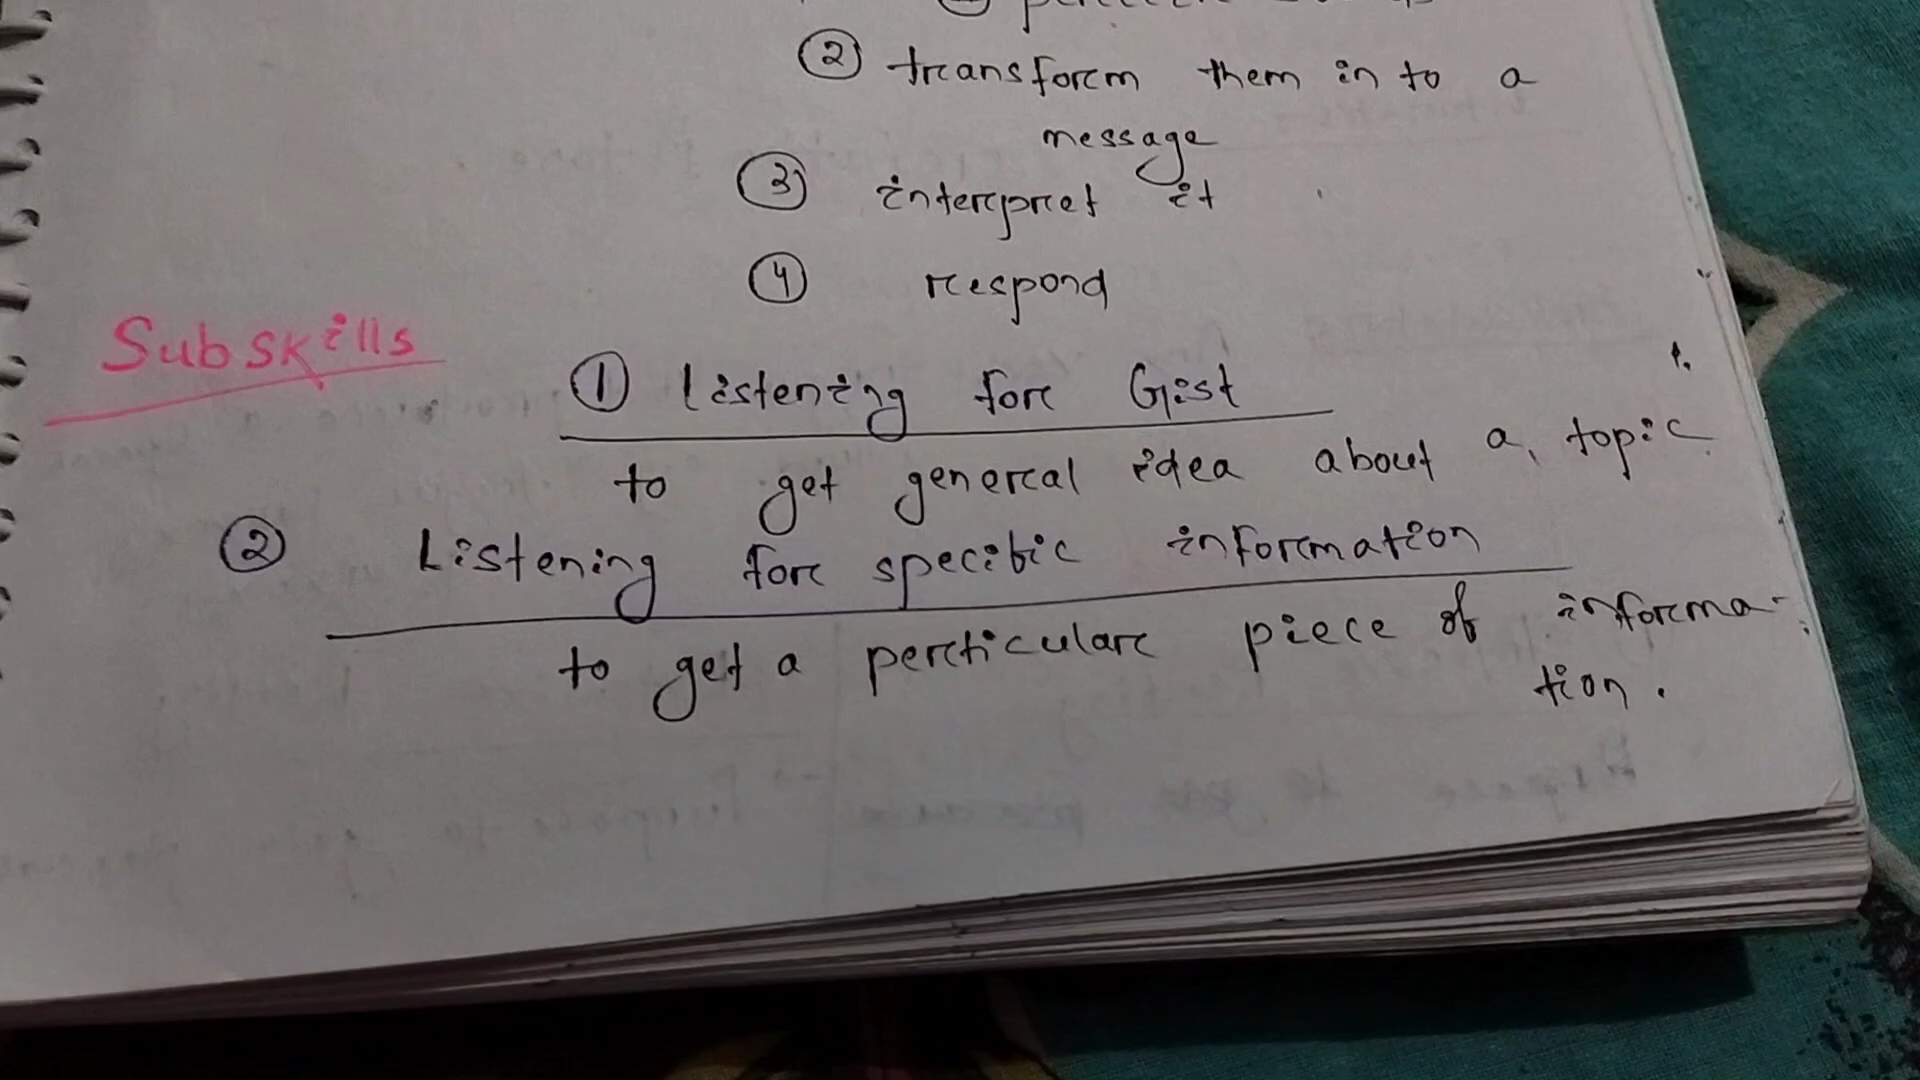 ② transform them in to a
message
③ interpret it
④ respond
Subskills
① Listening for Gist
to get general idea about a topic
② Listening for specific information
to get a perticular piece of informa-
tion.